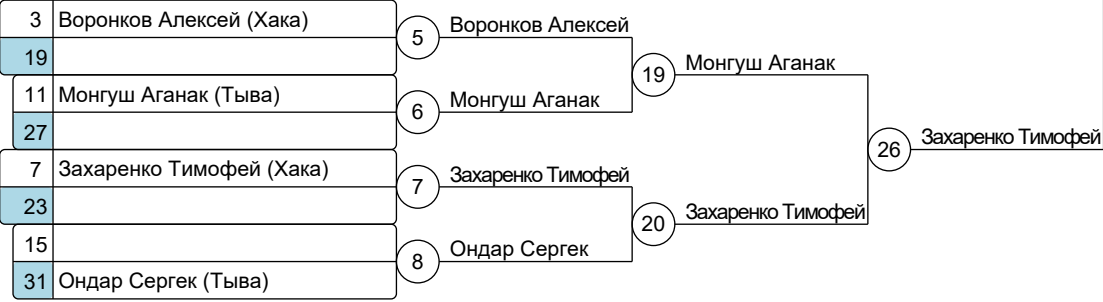 3 Воронков Алексей (Хака)
19
11 Монгуш Аганак (Тыва)
27
7 Захаренко Тимофей (Хака)
23
15
31 Ондар Сергек (Тыва)
5 Воронков Алексей
6 Монгуш Аганак
7 Захаренко Тимофей
8 Ондар Сергек
19 Монгуш Аганак
20 Захаренко Тимофей
26 Захаренко Тимофей